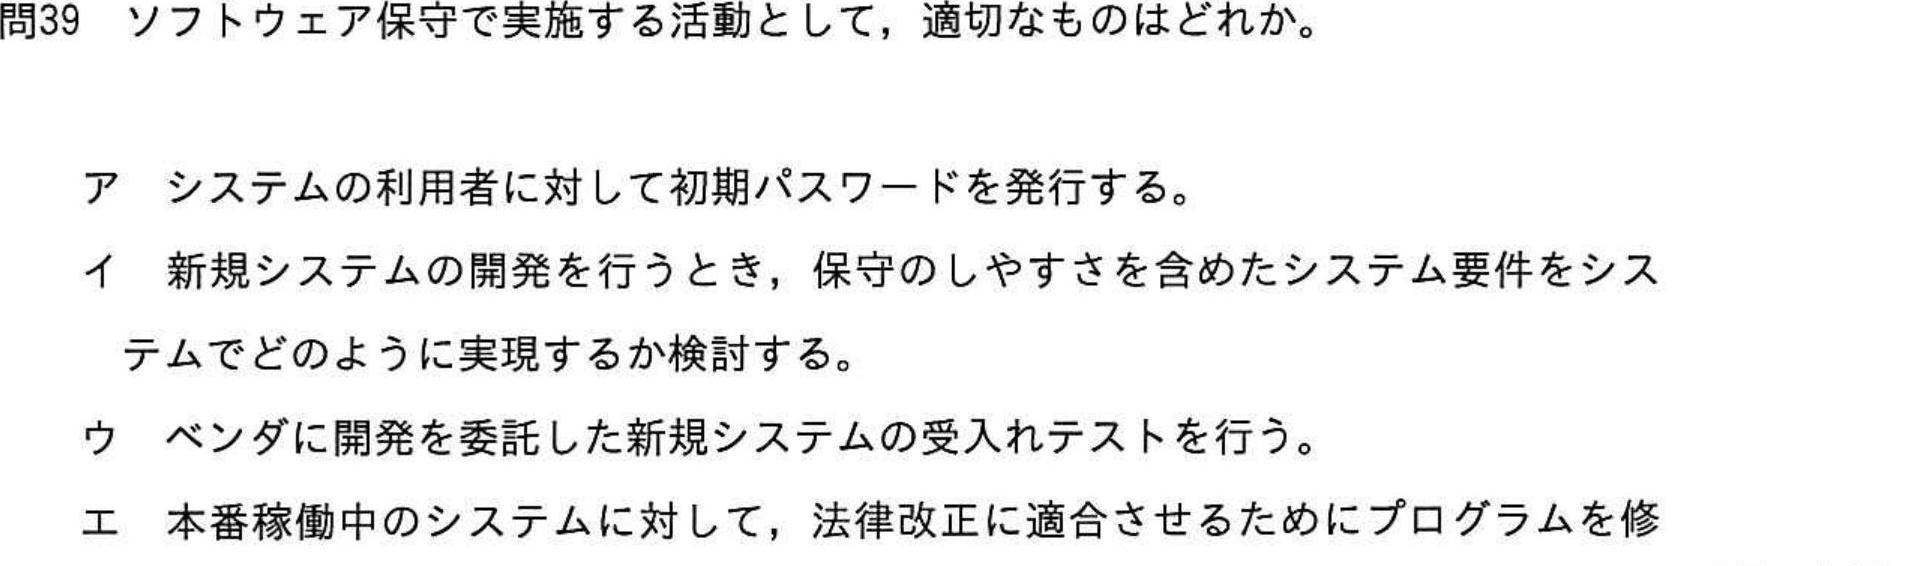 問39　ソフトウェア保守で実施する活動として，適切なものはどれか。
ア　システムの利用者に対して初期パスワードを発行する。
イ　新規システムの開発を行うとき，保守のしやすさを含めたシステム要件をシス
テムでどのように実現するか検討する。
ウ　ベンダに開発を委託した新規システムの受入れテストを行う。
エ　本番稼働中のシステムに対して，法律改正に適合させるためにプログラムを修